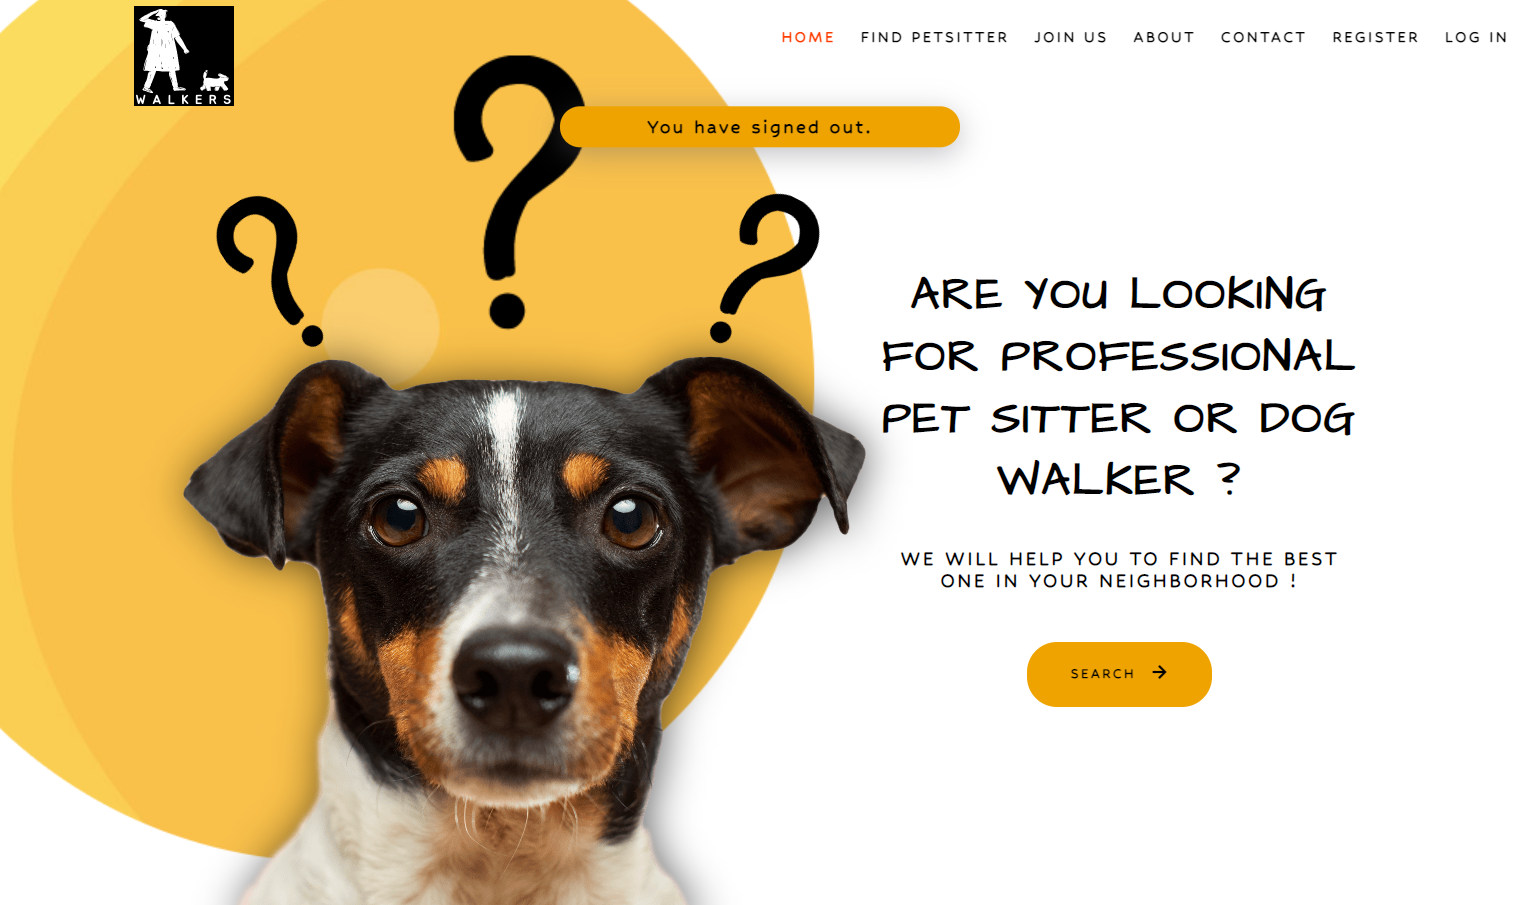 WALKERS
HOME FIND PETSITTER JOIN US ABOUT CONTACT REGISTER LOG IN
You have signed out.
? ? ?
ARE YOU LOOKING
FOR PROFESSIONAL
PET SITTER OR DOG
WALKER ?
WE WILL HELP YOU TO FIND THE BEST
ONE IN YOUR NEIGHBORHOOD !
SEARCH →